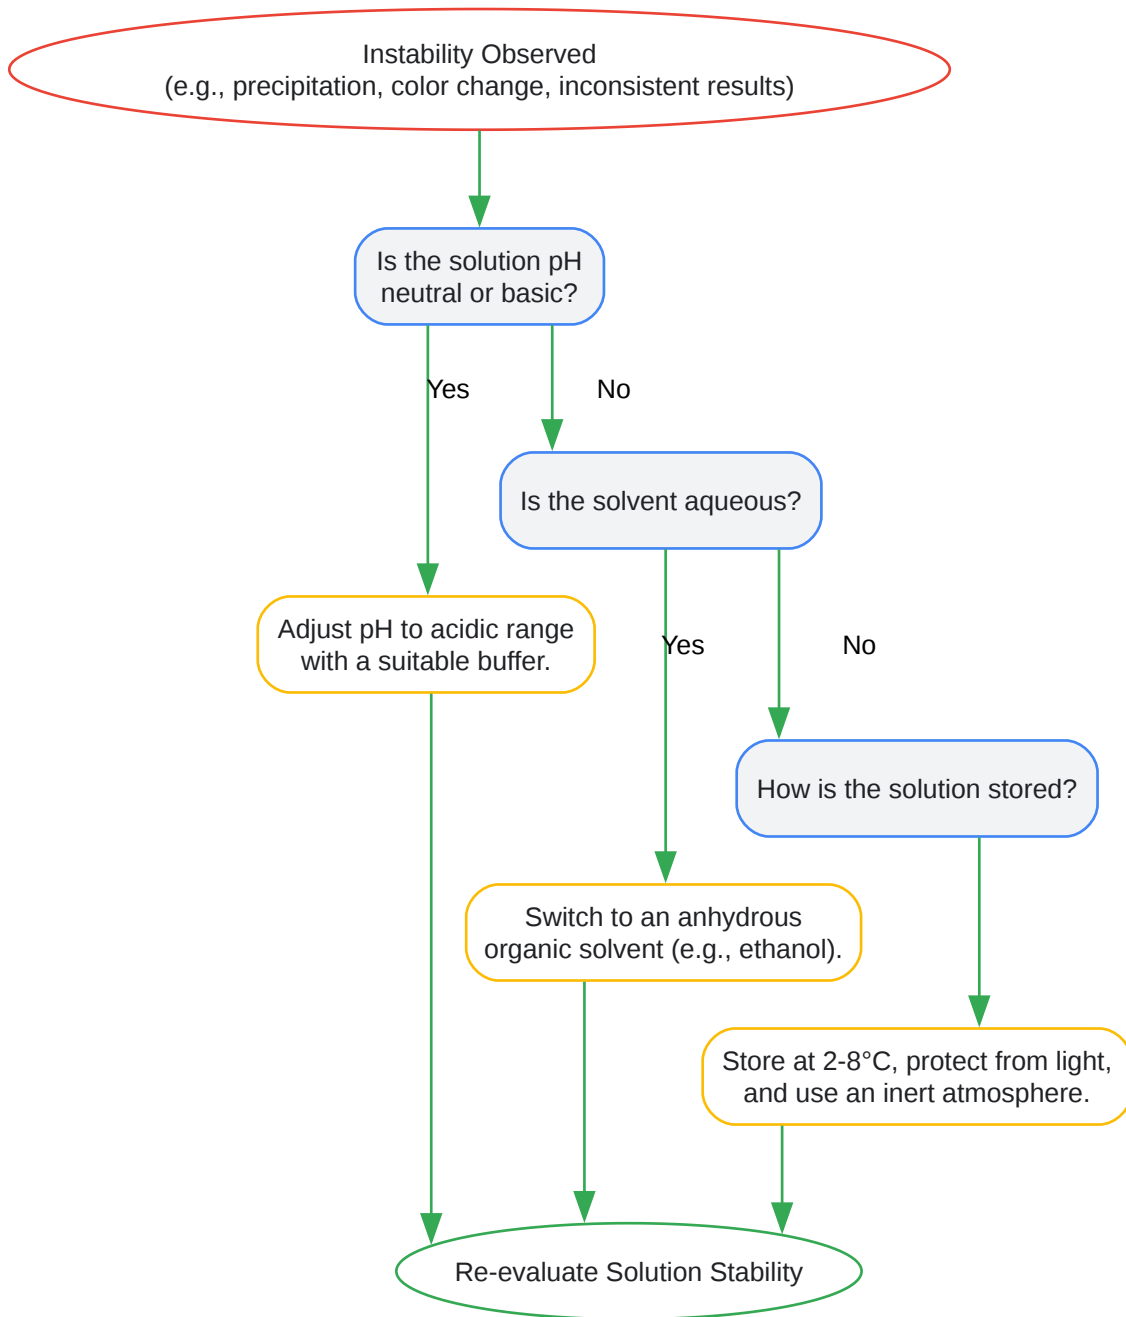 Instability Observed
(e.g., precipitation, color change, inconsistent results)
Is the solution pH
neutral or basic?
Yes
No
Is the solvent aqueous?
Adjust pH to acidic range
with a suitable buffer.
Yes
No
How is the solution stored?
Switch to an anhydrous
organic solvent (e.g., ethanol).
Store at 2-8°C, protect from light,
and use an inert atmosphere.
Re-evaluate Solution Stability